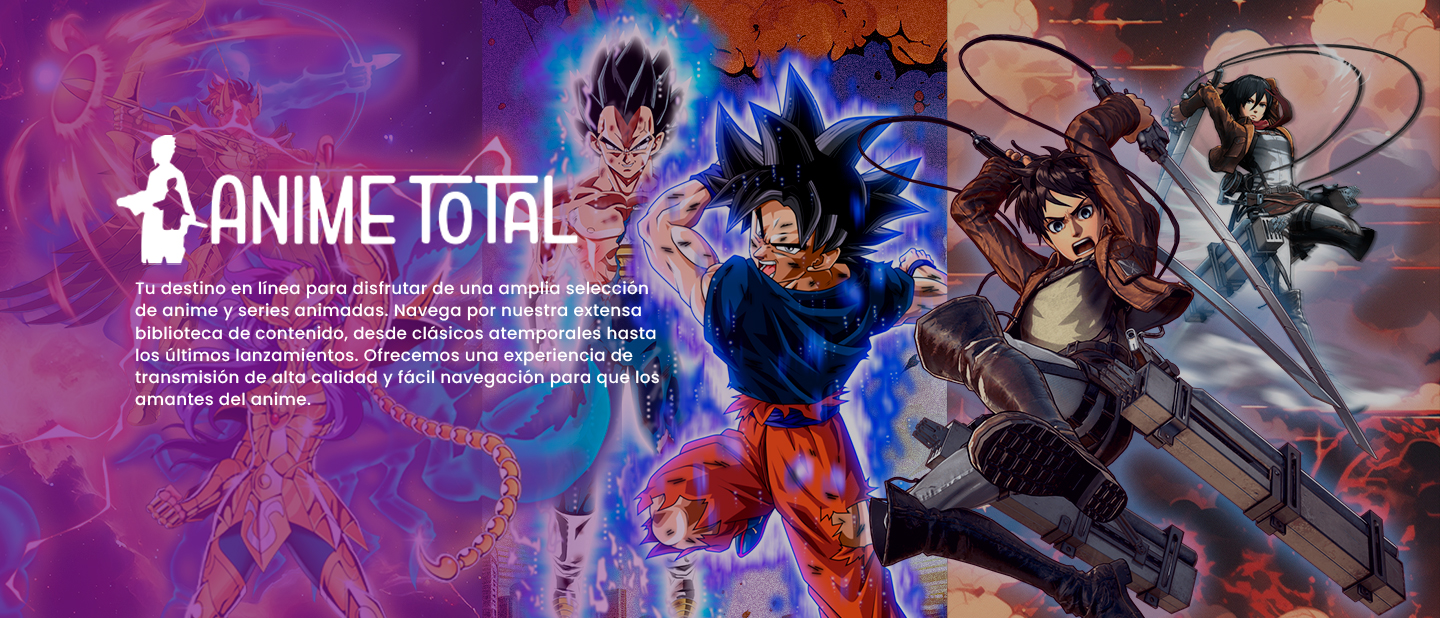 ANIME TOTAL
Tu destino en línea para disfrutar de una amplia selección
de anime y series animadas. Navega por nuestra extensa
biblioteca de contenido, desde clásicos atemporales hasta
los últimos lanzamientos. Ofrecemos una experiencia de
transmisión de alta calidad y fácil navegación para que los
amantes del anime.